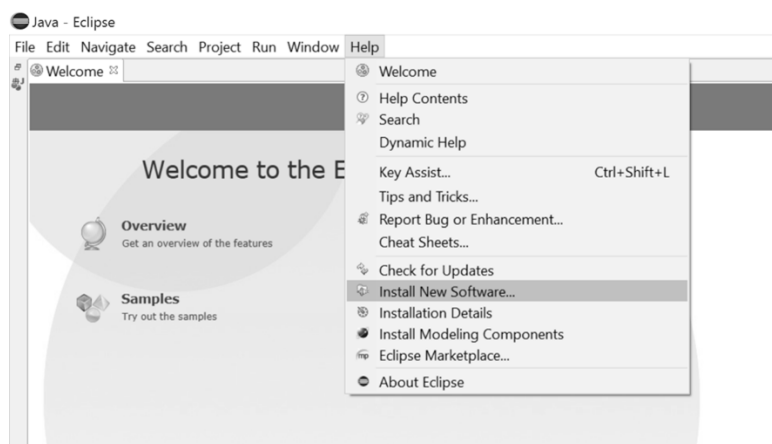 Java - Eclipse
File Edit Navigate Search Project Run Window Help
Welcome
Welcome
Help Contents
Search
Dynamic Help
Welcome to the E
Key Assist... Ctrl+Shift+L
Tips and Tricks...
Overview
Get an overview of the features
Report Bug or Enhancement...
Cheat Sheets...
Check for Updates
Samples
Try out the samples
Install New Software...
Installation Details
Install Modeling Components
mp Eclipse Marketplace...
About Eclipse